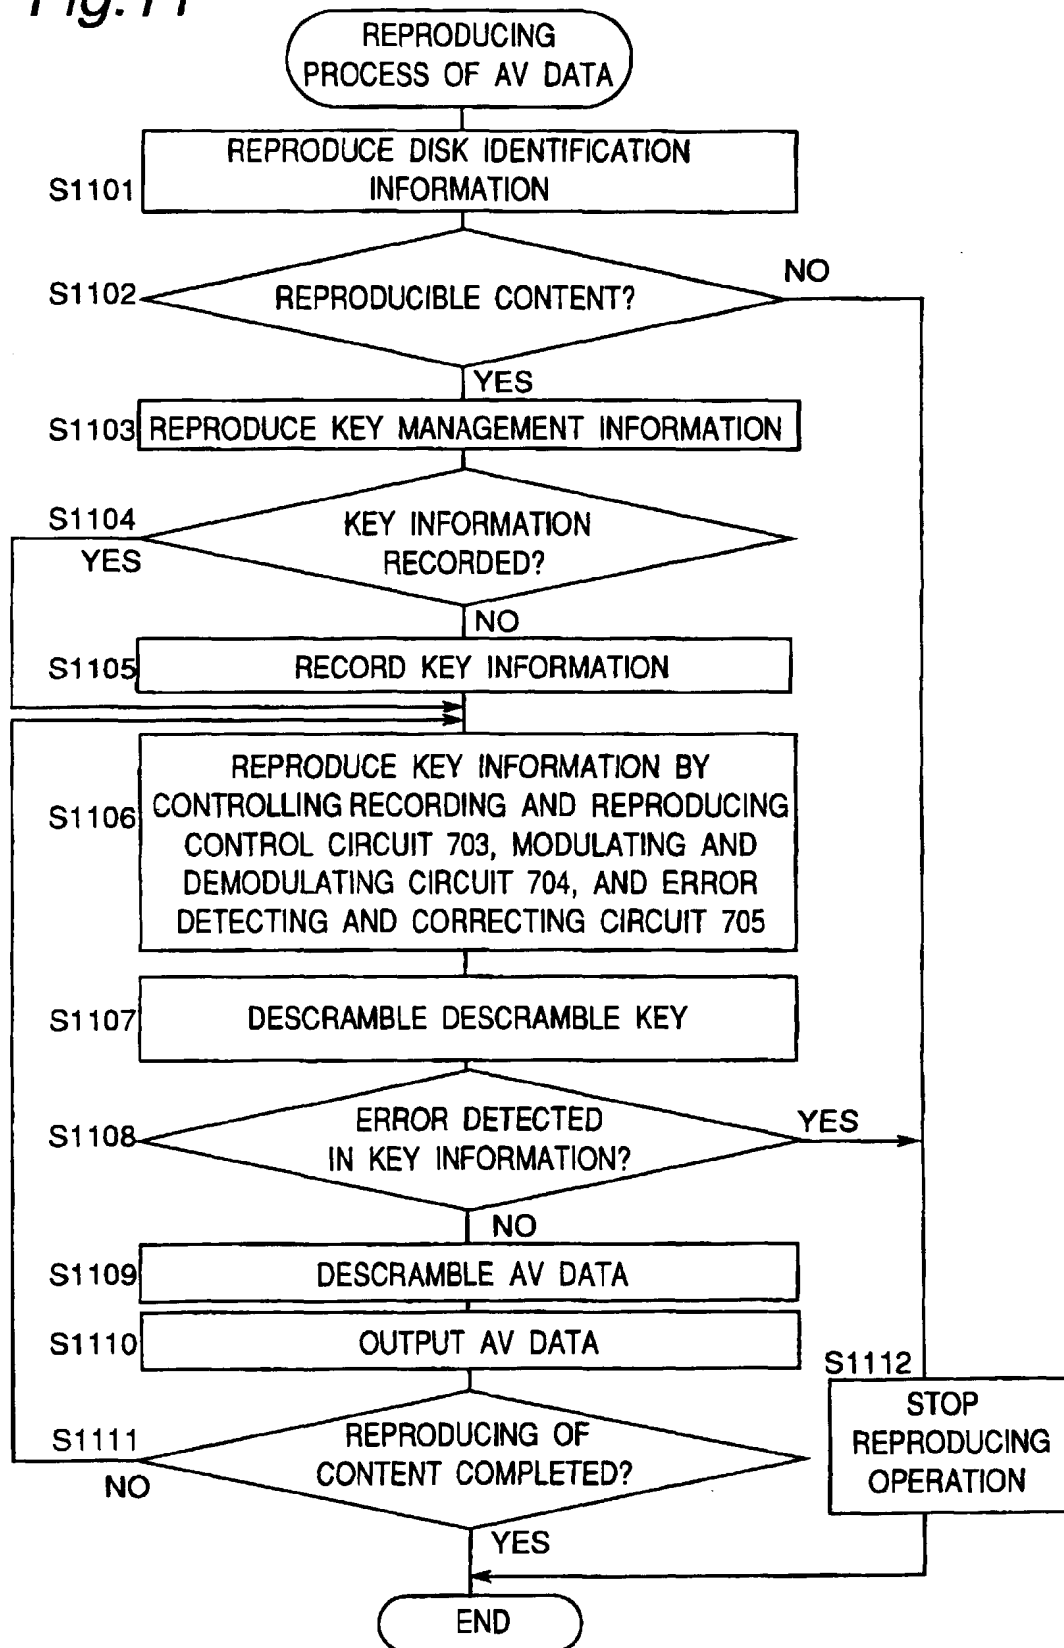 Fig.11
REPRODUCING
PROCESS OF AV DATA
S1101
REPRODUCE DISK IDENTIFICATION
INFORMATION
S1102
REPRODUCIBLE CONTENT?
NO
YES
S1103
REPRODUCE KEY MANAGEMENT INFORMATION
S1104
KEY INFORMATION
RECORDED?
YES
NO
S1105
RECORD KEY INFORMATION
S1106
REPRODUCE KEY INFORMATION BY
CONTROLLING RECORDING AND REPRODUCING
CONTROL CIRCUIT 703, MODULATING AND
DEMODULATING CIRCUIT 704, AND ERROR
DETECTING AND CORRECTING CIRCUIT 705
S1107
DESCRAMBLE DESCRAMBLE KEY
S1108
ERROR DETECTED
IN KEY INFORMATION?
YES
NO
S1109
DESCRAMBLE AV DATA
S1110
OUTPUT AV DATA
S1111
REPRODUCING OF
CONTENT COMPLETED?
NO
YES
S1112
STOP
REPRODUCING
OPERATION
END